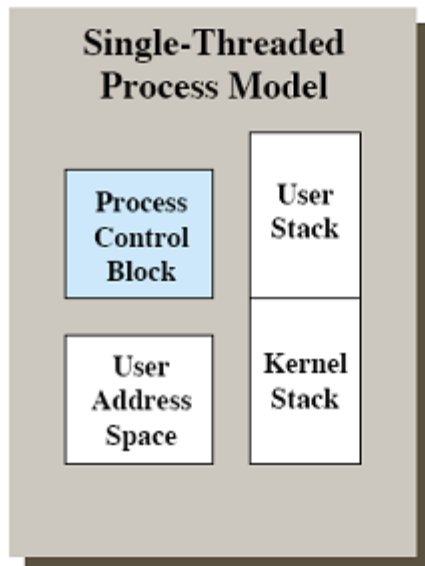 Single-Threaded
Process Model
Process
Control
Block
User
Address
Space
User
Stack
Kernel
Stack